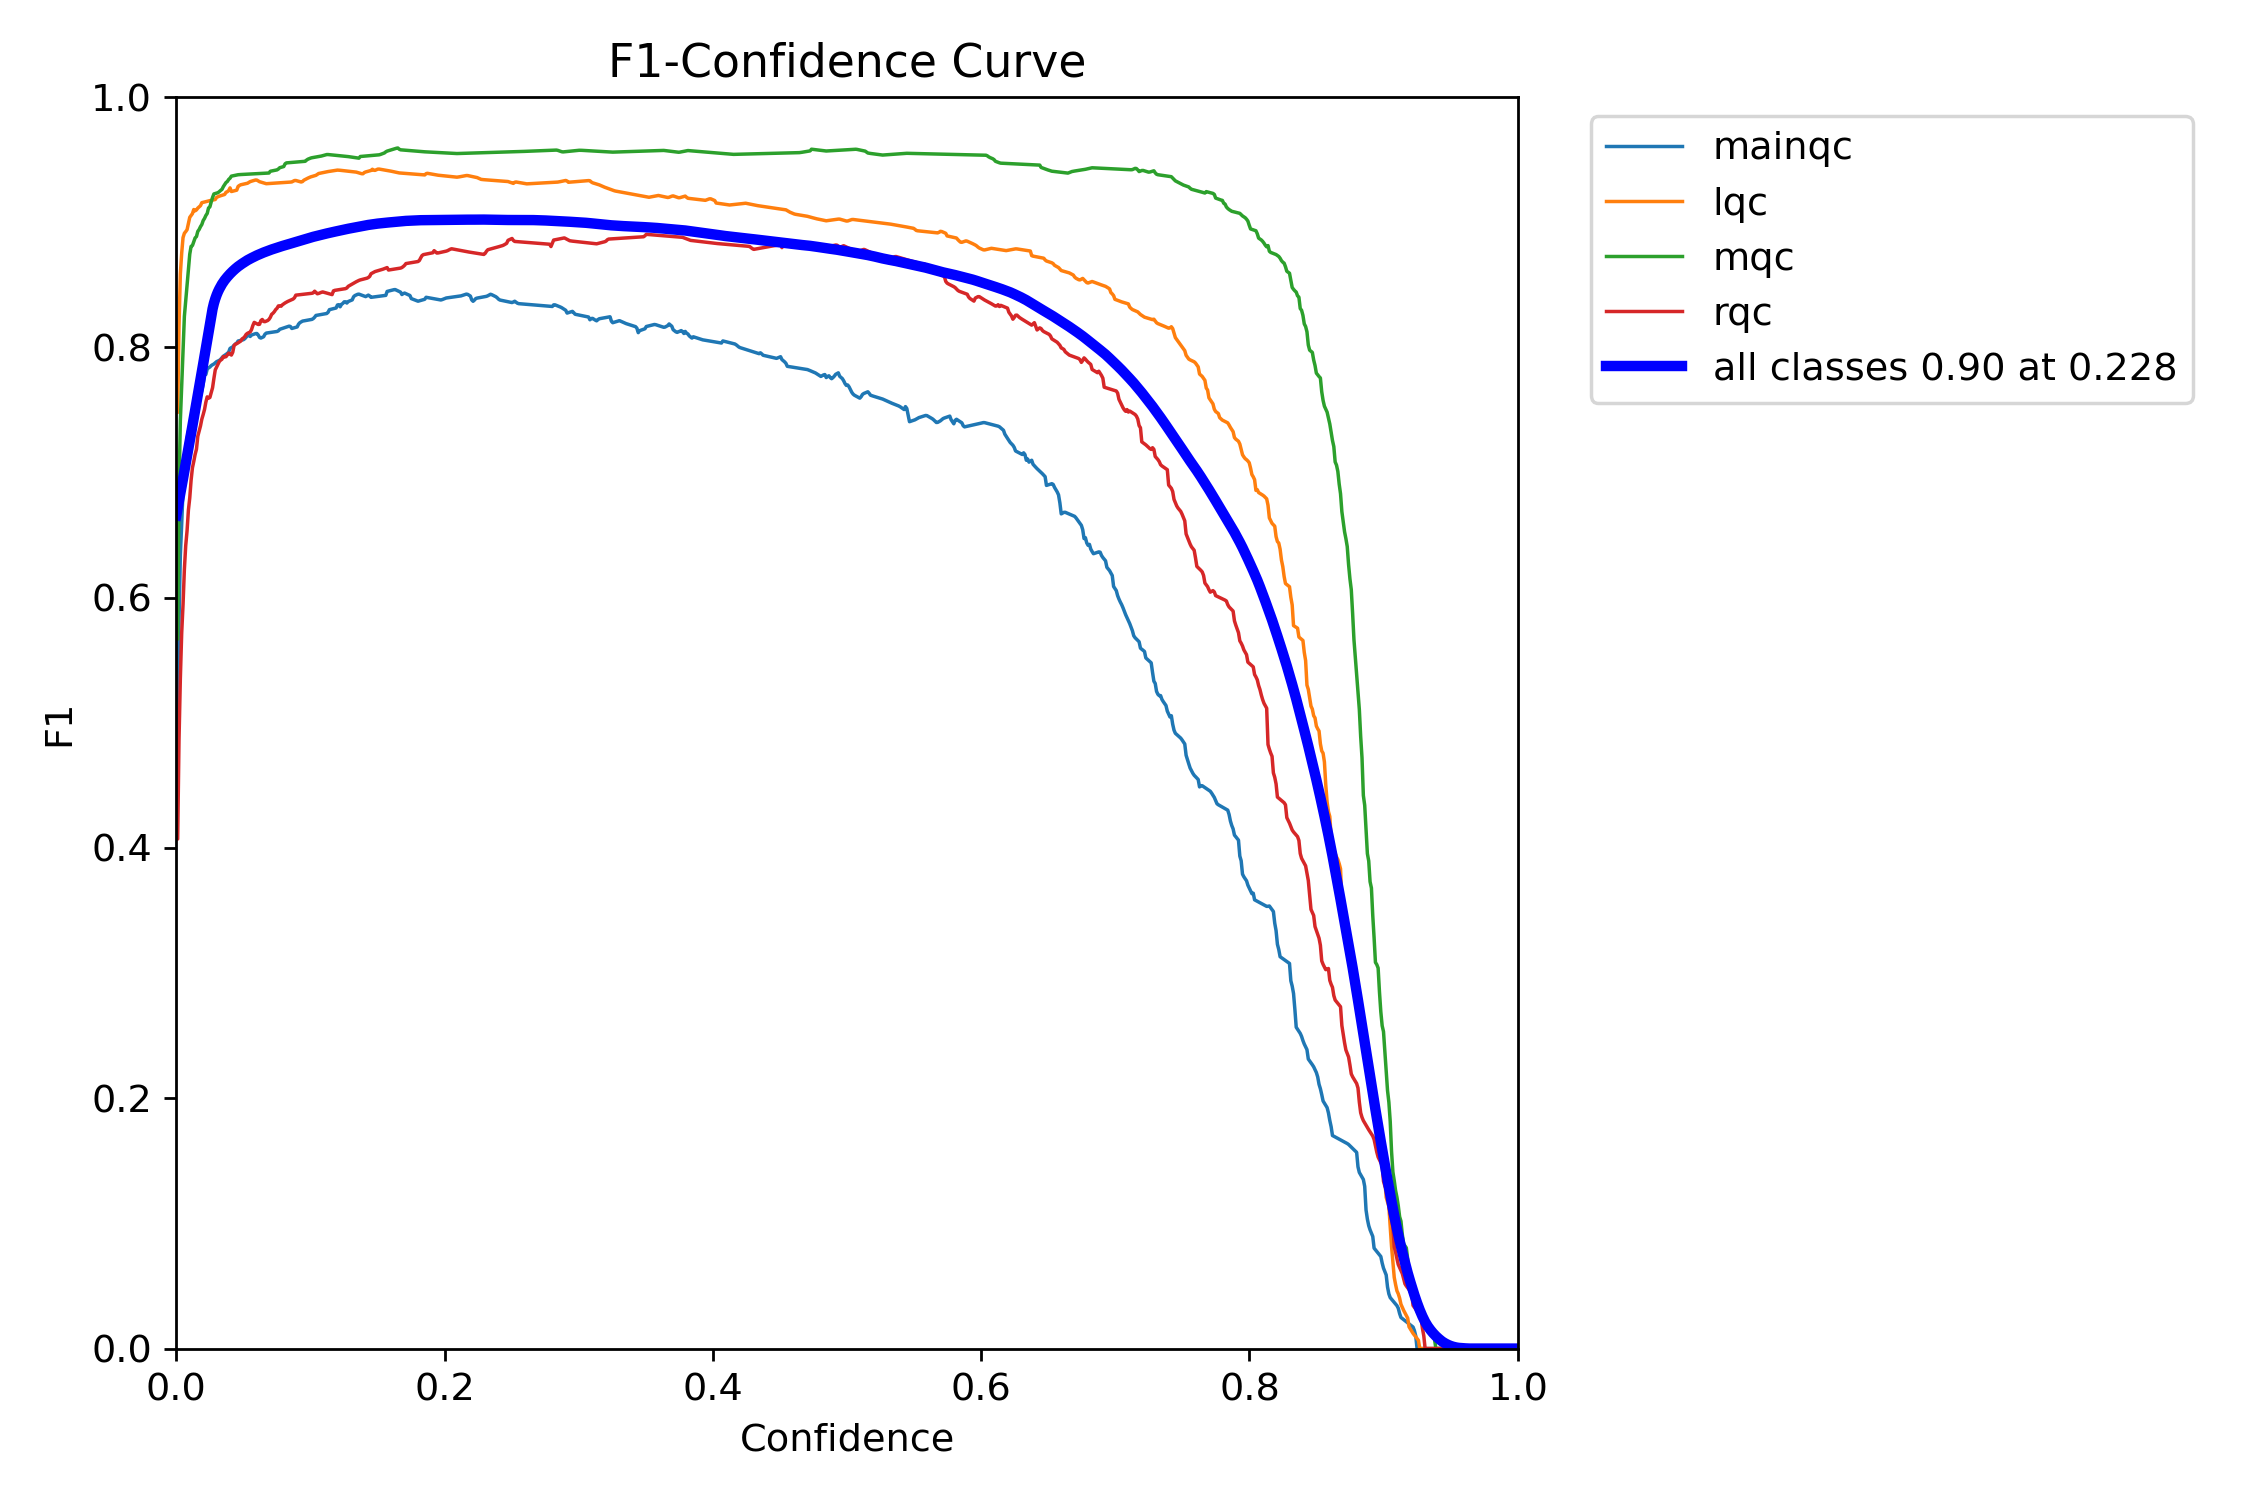 F1-Confidence Curve
1.0
0.8
0.6
0.4
0.2
0.0
F1
0.0 0.2 0.4 0.6 0.8 1.0
Confidence
mainqc
lqc
mqc
rqc
all classes 0.90 at 0.228